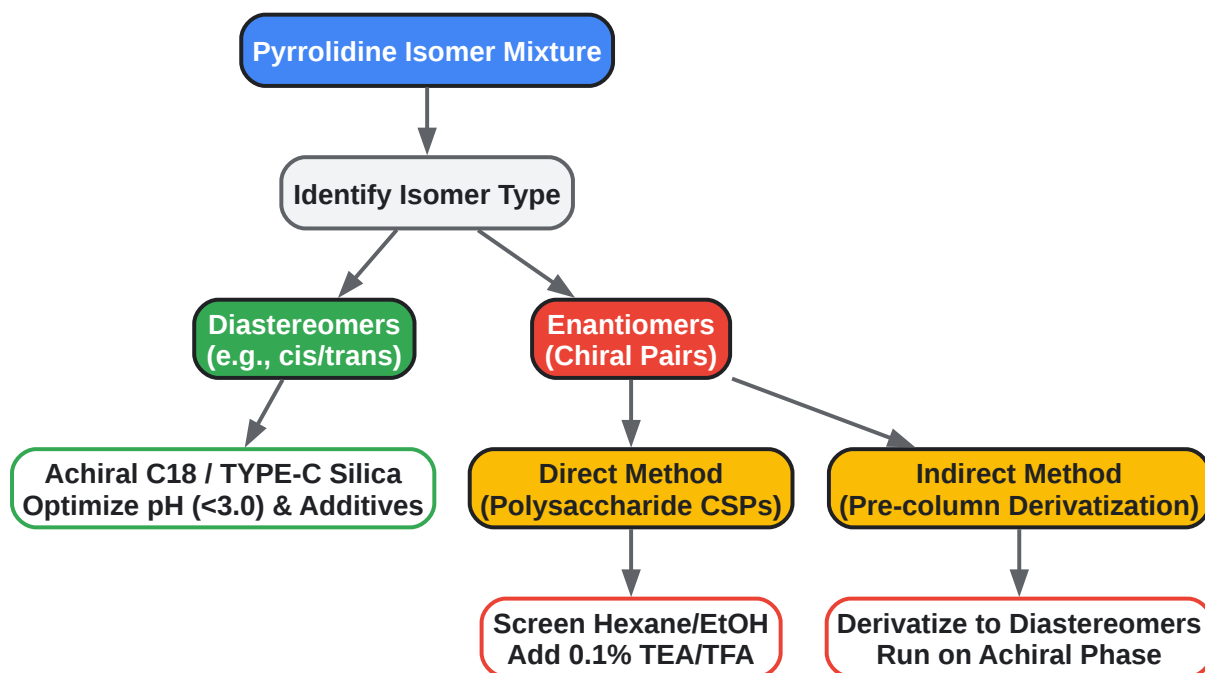 Pyrrolidine Isomer Mixture
Identify Isomer Type
Diastereomers
(e.g., cis/trans)
Enantiomers
(Chiral Pairs)
Achiral C18 / TYPE-C Silica
Optimize pH (<3.0) & Additives
Direct Method
(Polysaccharide CSPs)
Indirect Method
(Pre-column Derivatization)
Screen Hexane/EtOH
Add 0.1% TEA/TFA
Derivatize to Diastereomers
Run on Achiral Phase